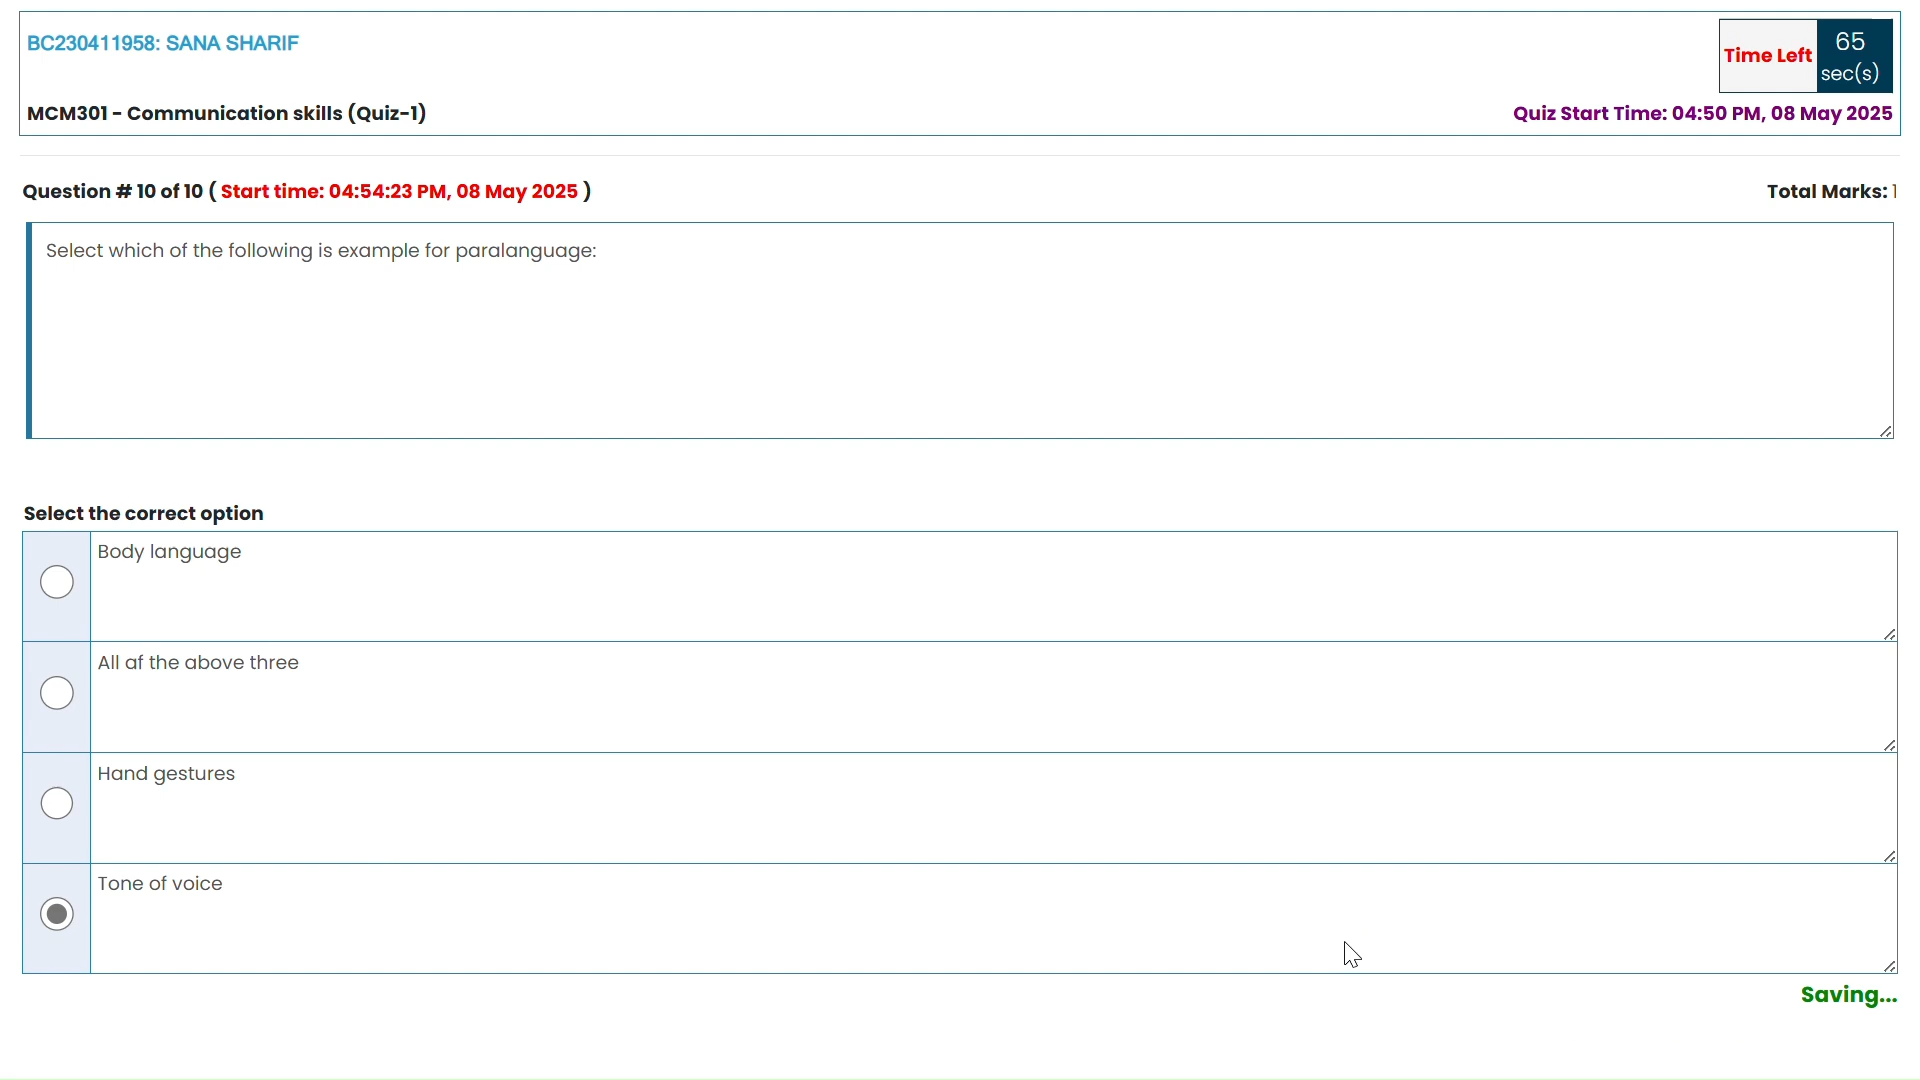 BC230411958: SANA SHARIF
Time Left
65
sec(s)
MCM301 - Communication skills (Quiz-1)
Quiz Start Time: 04:50 PM, 08 May 2025
Question # 10 of 10 ( Start time: 04:54:23 PM, 08 May 2025 )
Total Marks: 1
Select which of the following is example for paralanguage:
Select the correct option
Body language
All af the above three
Hand gestures
Tone of voice
Saving...